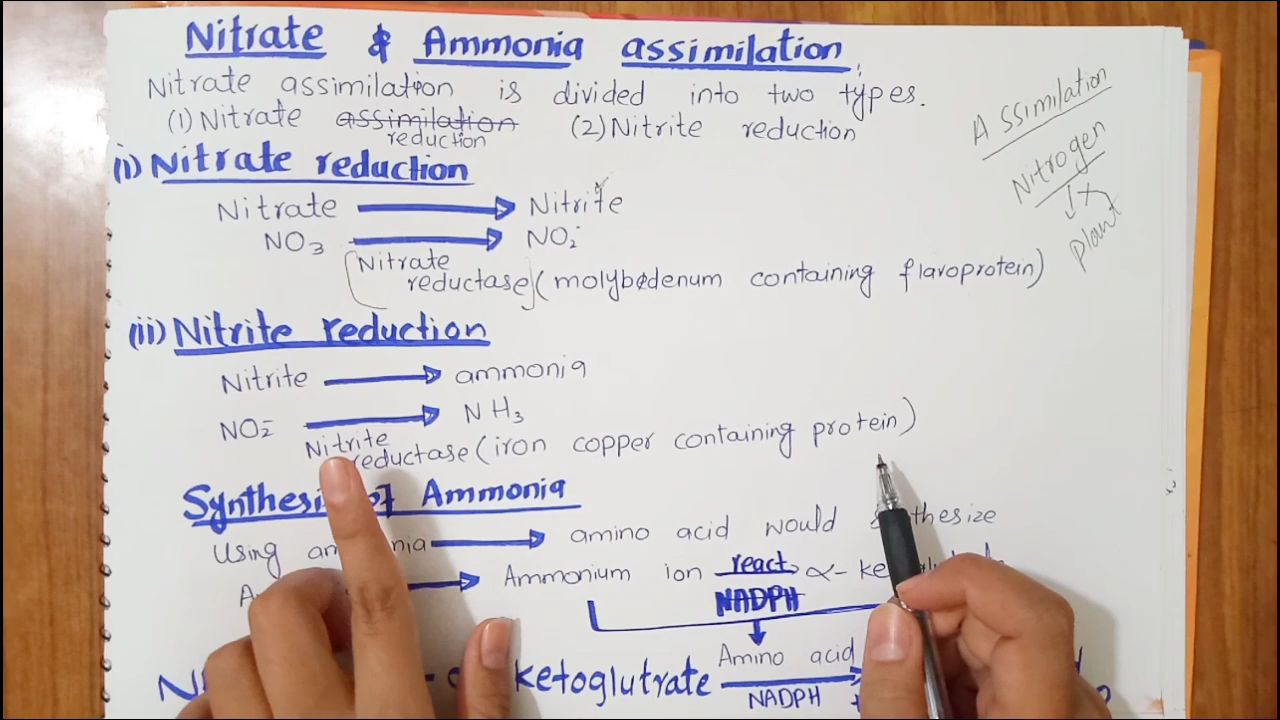 Nitrate & Ammonia assimilation
Nitrate assimilation is divided into two types.
(1) Nitrate assimilation (2) Nitrite reduction
reduction
(i) Nitrate reduction
Nitrate → Nitrite
NO3 → NO2-
Nitrate
reductase (molybdenum containing flavoprotein)
(ii) Nitrite reduction
Nitrite → ammonia
NO2- → NH3
Nitrite
reductase (iron copper containing protein)
Synthesis of Ammonia
Using → amino acid would
→ Ammonium ion react
NADPH
Amino acid
ketoglutrate
NADPH
Assimilation
Nitrogen
plant